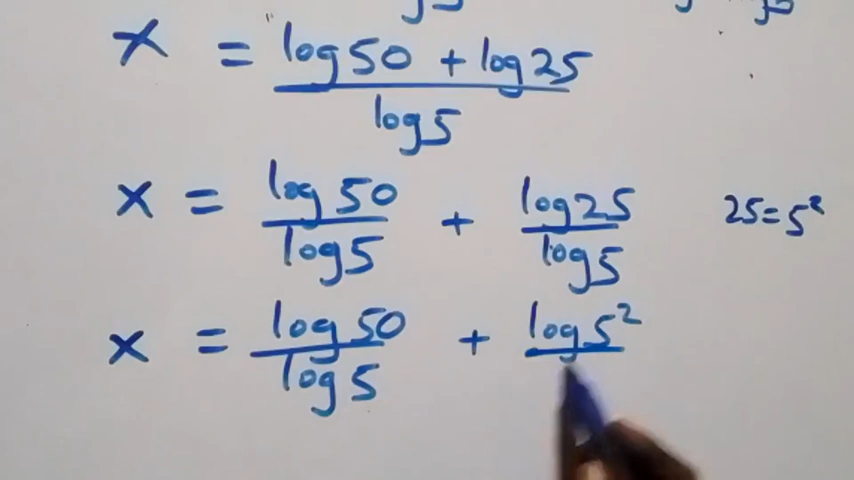 x = log50 + log25 / log5
x = log50 / log5 + log25 / log5 25=5²
x = log50 / log5 + log5² /